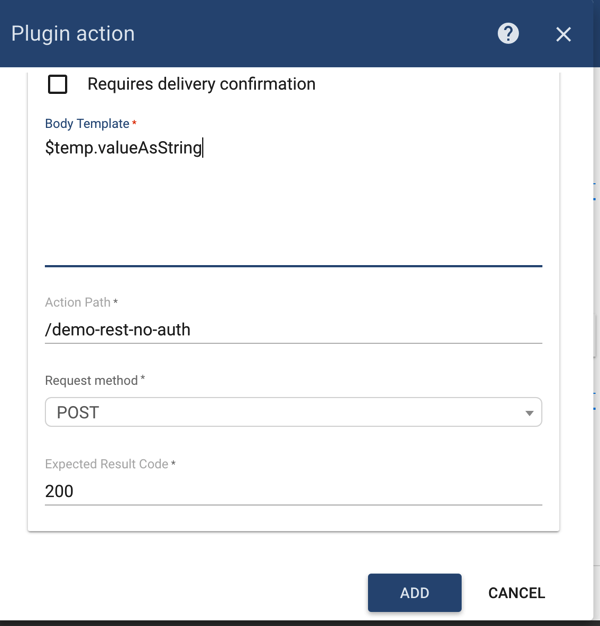 Plugin action
Requires delivery confirmation
Body Template *
$temp.valueAsString
Action Path *
/demo-rest-no-auth
Request method *
POST
Expected Result Code *
200
ADD CANCEL